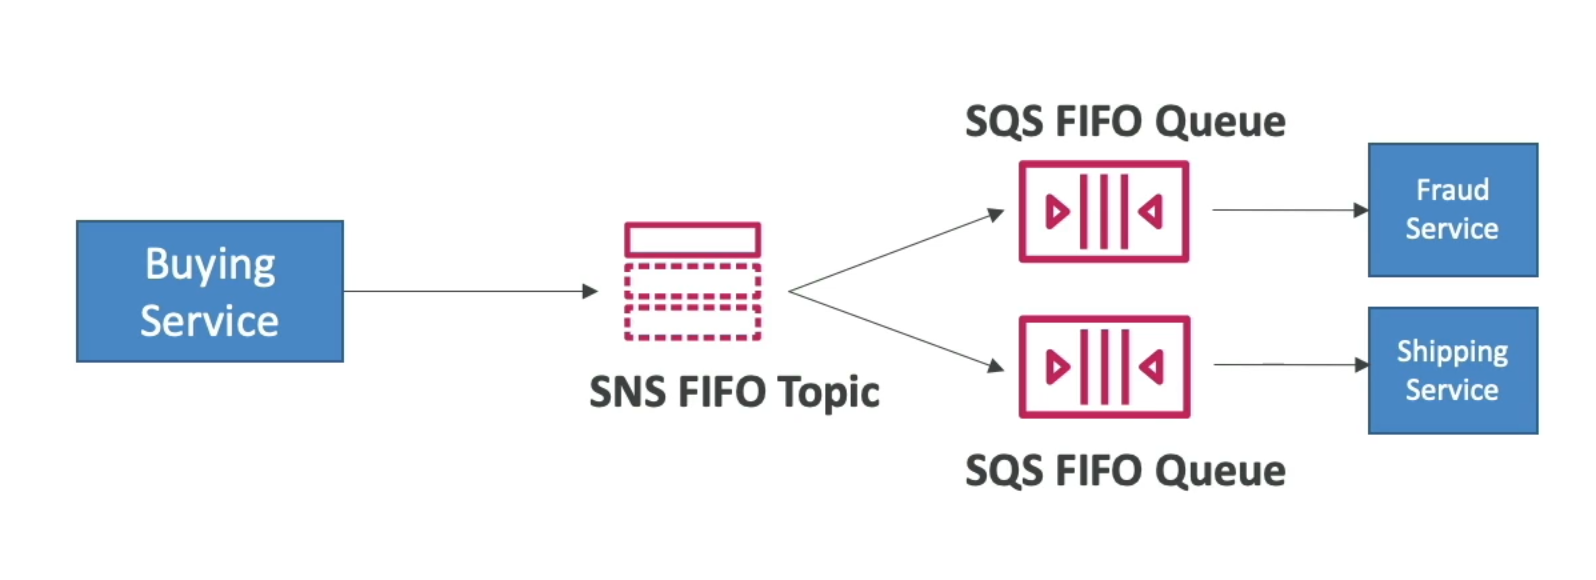 Buying
Service
SNS FIFO Topic
SQS FIFO Queue
Fraud
Service
Shipping
Service
SQS FIFO Queue